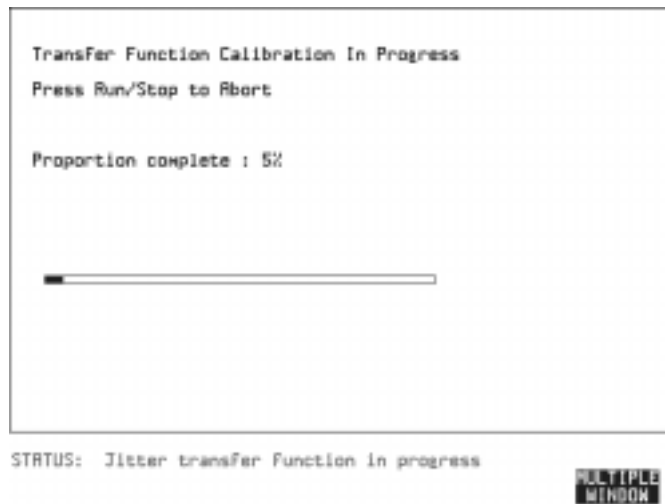 Transfer Function Calibration In Progress
Press Run/Stop to Abort
Proportion complete : 5%
STATUS: Jitter transfer function in progress
MULTIPLE
WINDOW